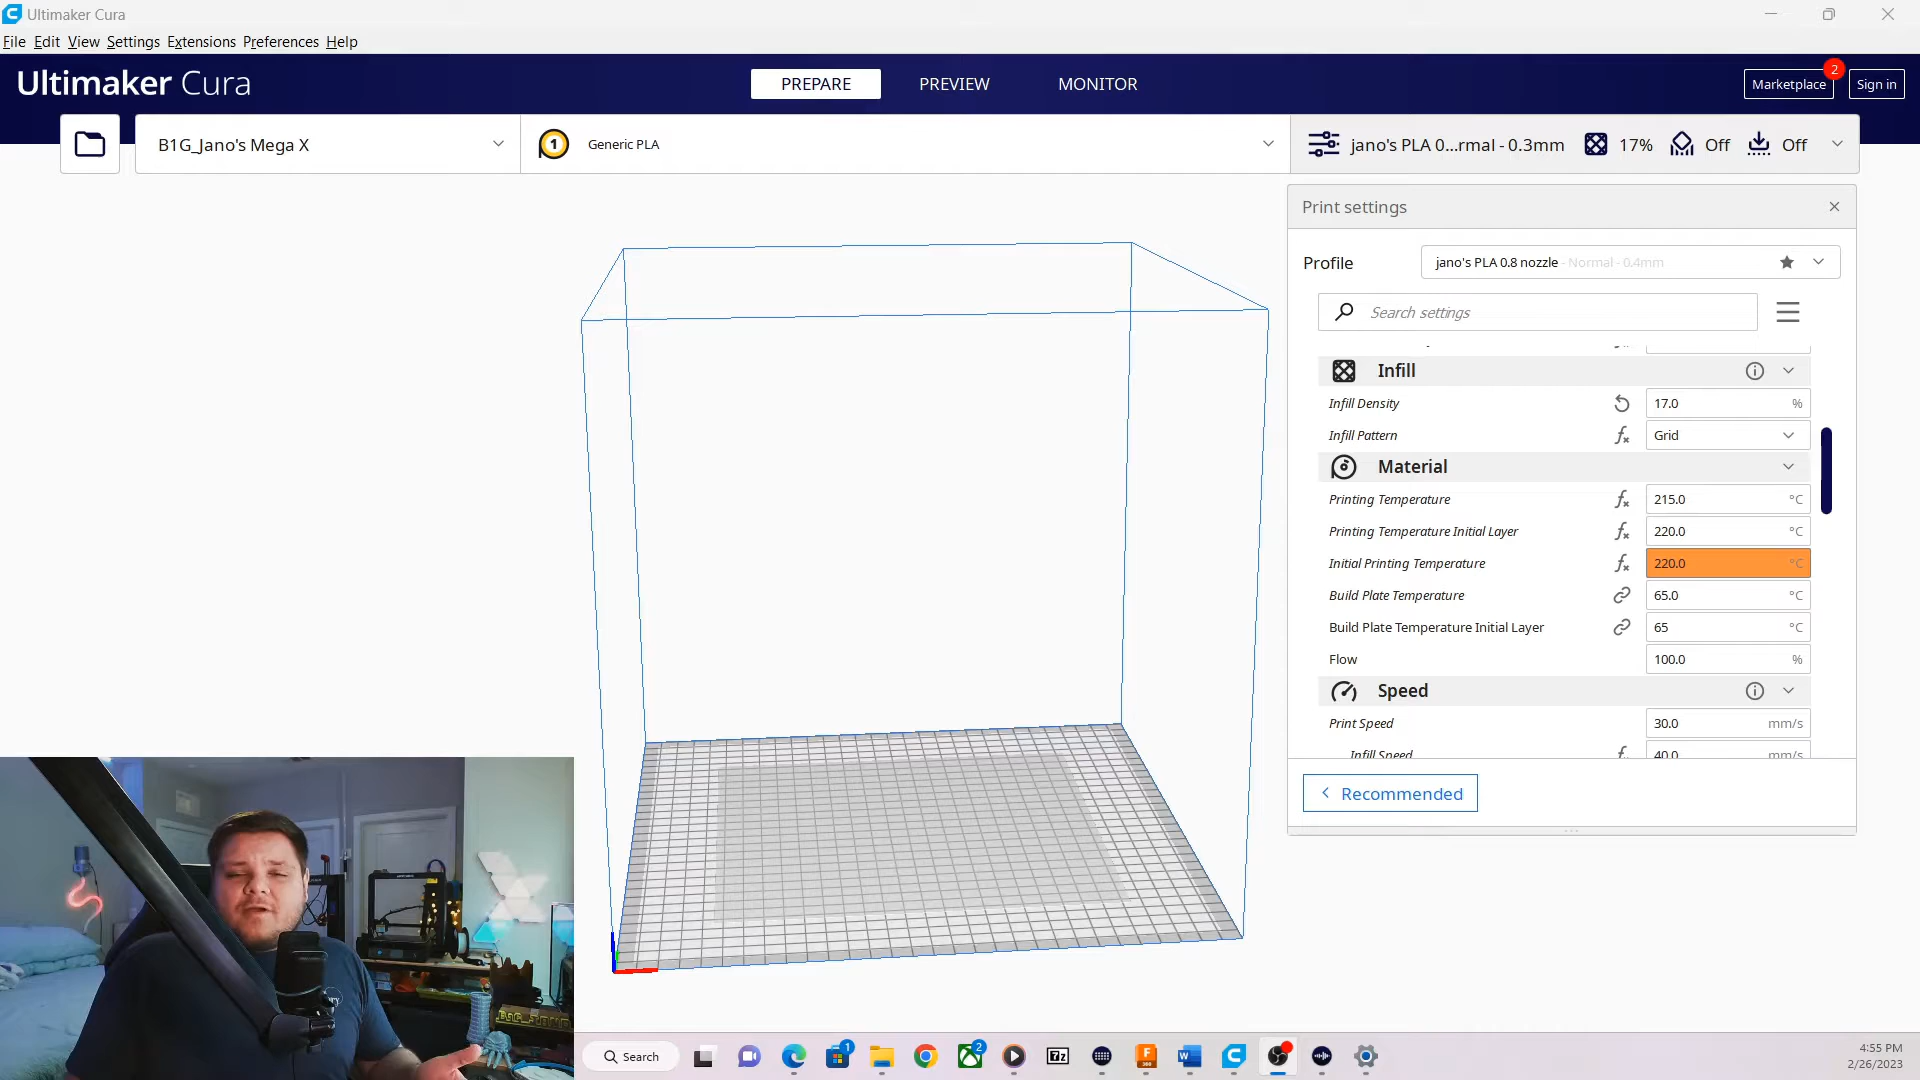 Ultimaker Cura
File Edit View Settings Extensions Preferences Help
Ultimaker Cura
PREPARE PREVIEW MONITOR
Marketplace 2 Sign in
B1G_Jano's Mega X
1 Generic PLA
jano's PLA 0...rmal - 0.3mm 17% Off Off
Print settings
Profile jano's PLA 0.8 nozzle - Normal - 0.4mm
Search settings
Infill
Infill Density 17.0 %
Infill Pattern Grid
Material
Printing Temperature 215.0 °C
Printing Temperature Initial Layer 220.0 °C
Initial Printing Temperature 220.0 °C
Build Plate Temperature 65.0 °C
Build Plate Temperature Initial Layer 65 °C
Flow 100.0 %
Speed
Print Speed 30.0 mm/s
Infill Speed 40.0 mm/s
Recommended
Search
1
2
7z
4:55 PM
2/26/2023